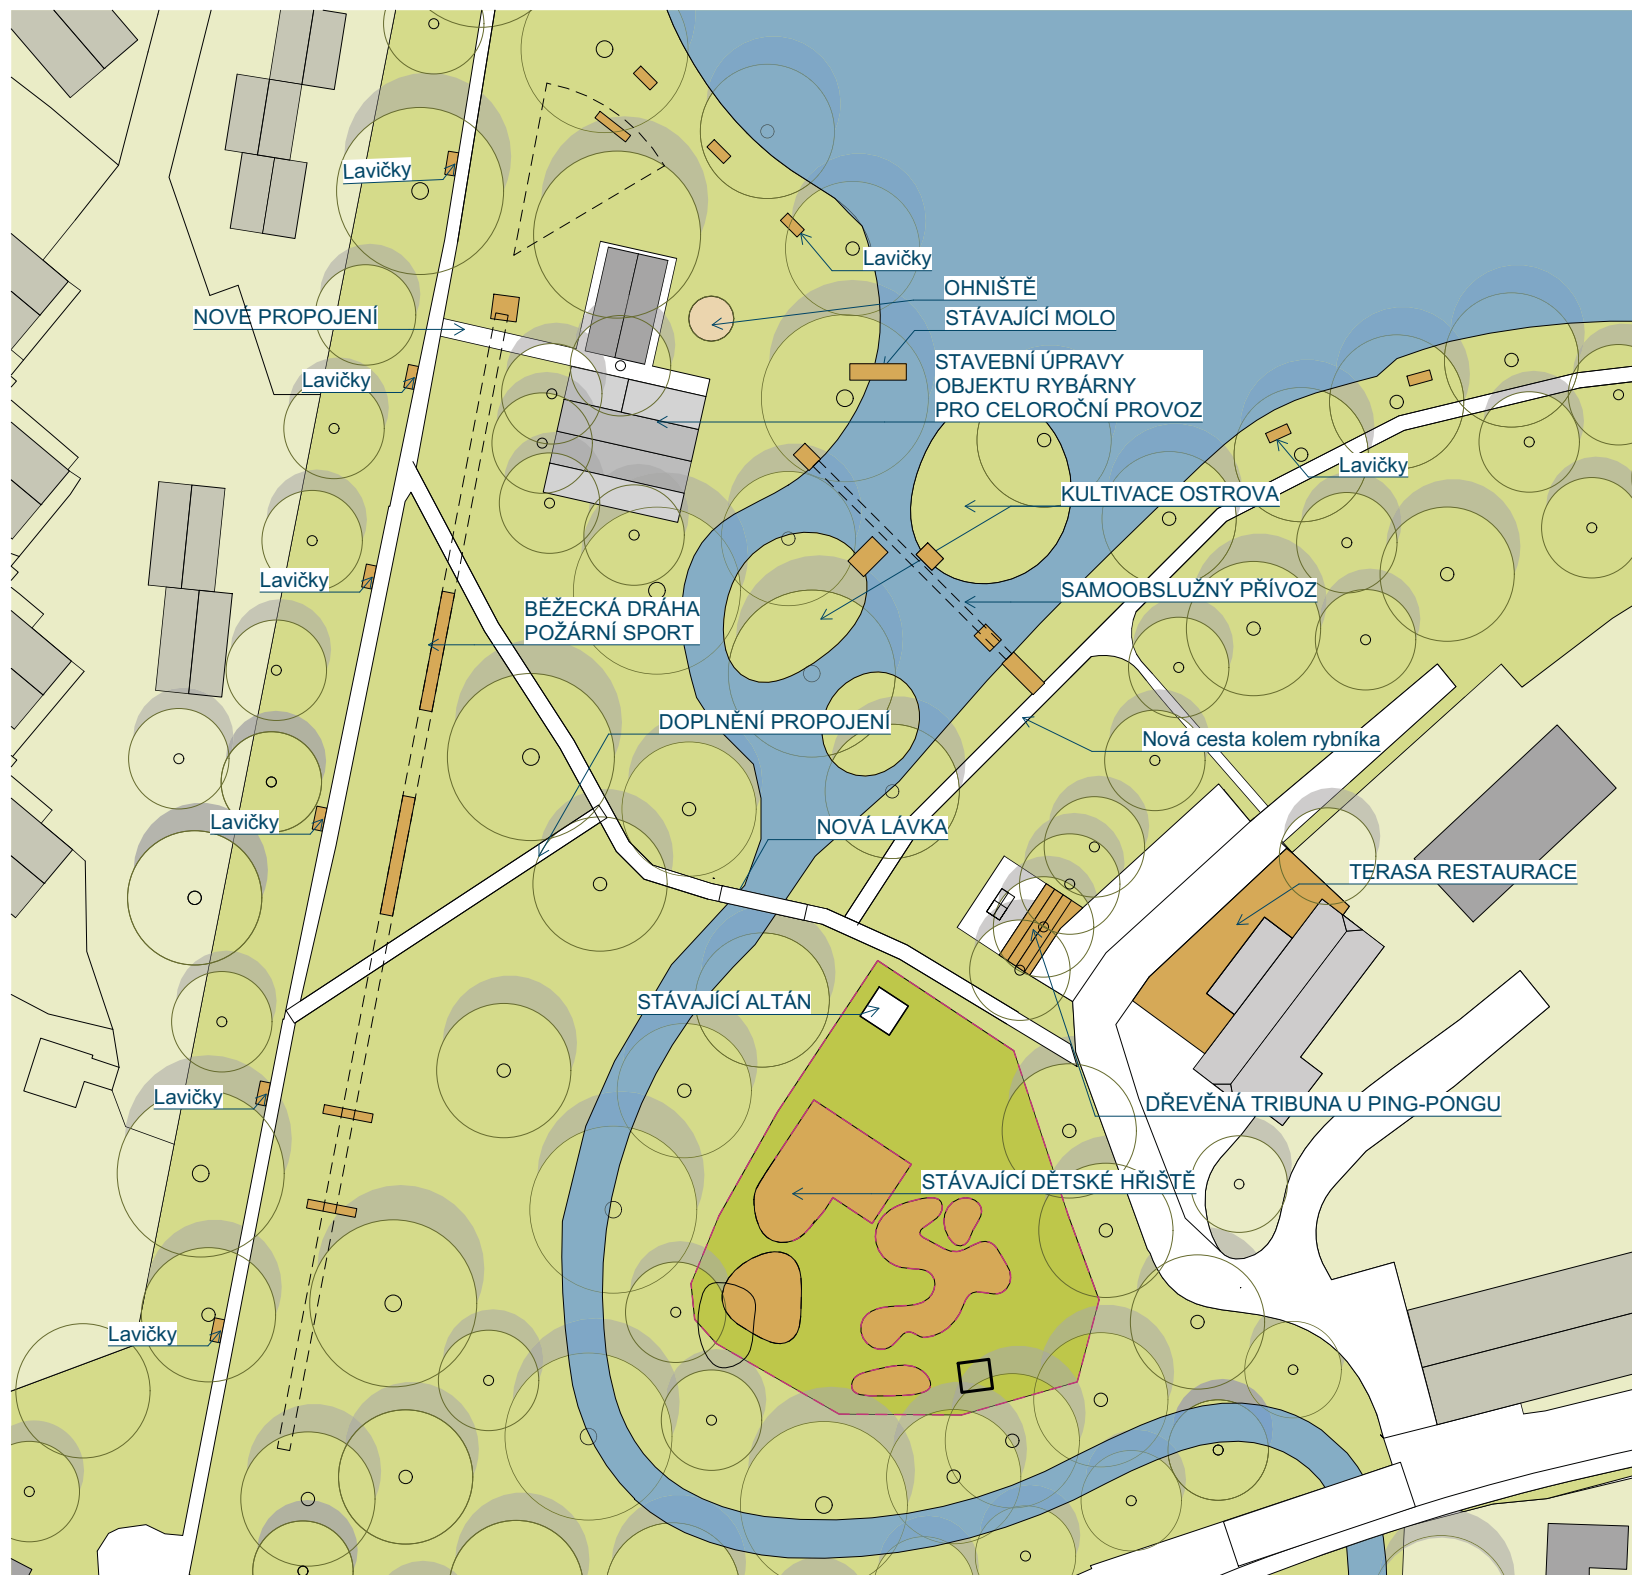 Lavičky
Lavičky
OHNIŠTĚ
NOVÉ PROPOJENÍ
STÁVAJÍCÍ MOLO
STAVEBNÍ ÚPRAVY
OBJEKTU RYBÁRNY
PRO CELOROČNÍ PROVOZ
Lavičky
Lavičky
KULTIVACE OSTROVA
Lavičky
SAMOOBSLUŽNÝ PŘÍVOZ
BĚŽECKÁ DRÁHA
POŽÁRNÍ SPORT
DOPLNĚNÍ PROPOJENÍ
Nová cesta kolem rybníka
Lavičky
NOVÁ LÁVKA
TERASA RESTAURACE
STÁVAJÍCÍ ALTÁN
Lavičky
DŘEVĚNÁ TRIBUNA U PING-PONGU
STÁVAJÍCÍ DĚTSKÉ HŘIŠTĚ
Lavičky